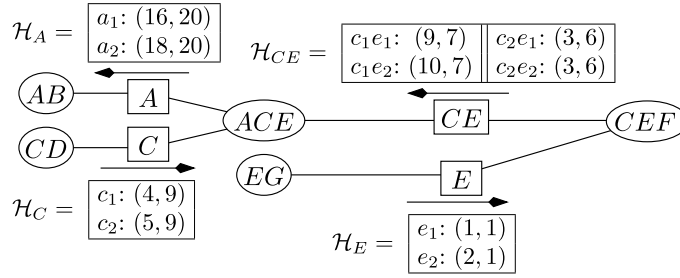 ℋ_A =
a₁: (16, 20)
a₂: (18, 20)
ℋ_CE =
c₁e₁: (9, 7) c₂e₁: (3, 6)
c₁e₂: (10, 7) c₂e₂: (3, 6)
AB
A
ACE
CE
CEF
CD
C
EG
E
ℋ_C =
c₁: (4, 9)
c₂: (5, 9)
ℋ_E =
e₁: (1, 1)
e₂: (2, 1)